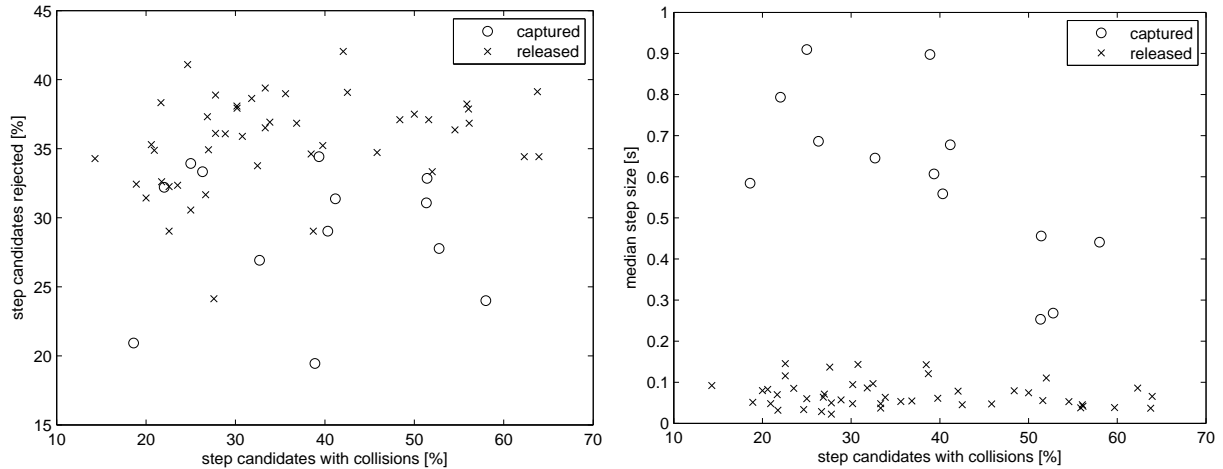 45
40
35
30
25
20
15
10 20 30 40 50 60 70
step candidates with collisions [%]
step candidates rejected [%]
captured
released
1
0.9
0.8
0.7
0.6
0.5
0.4
0.3
0.2
0.1
0
10 20 30 40 50 60 70
step candidates with collisions [%]
median step size [s]
captured
released